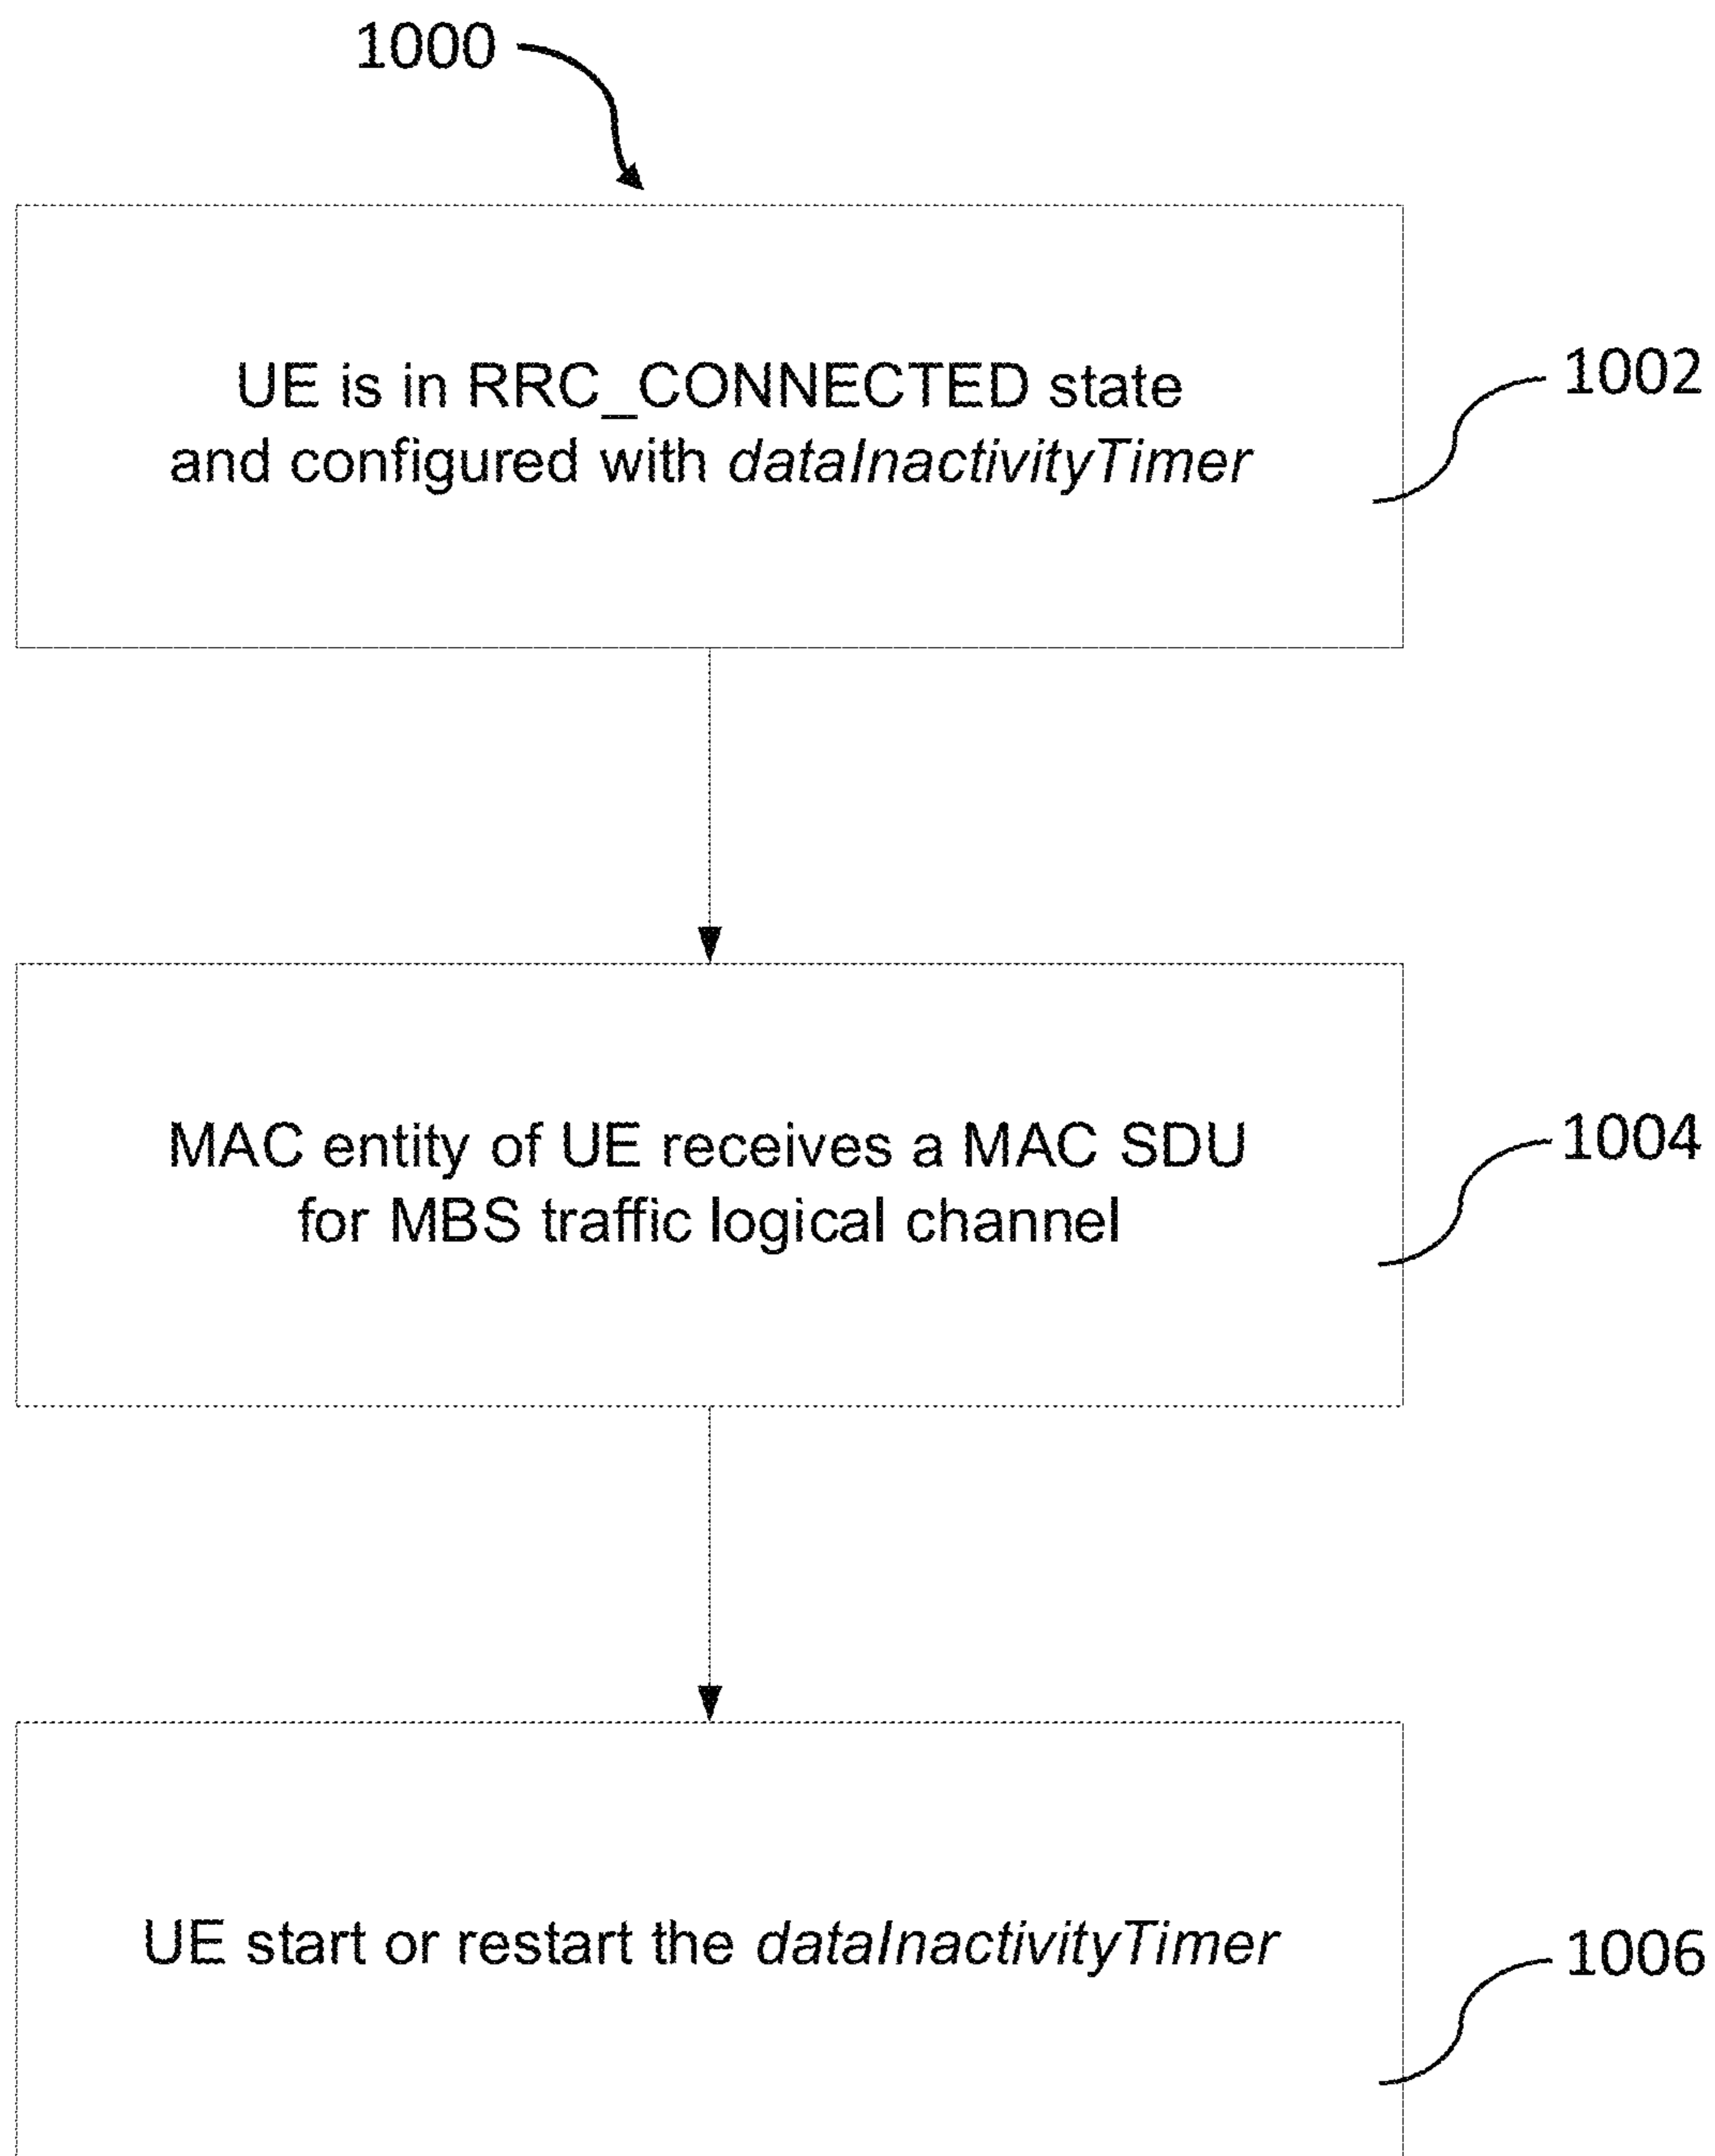 1000
UE is in RRC_CONNECTED state
and configured with dataInactivityTimer
1002
MAC entity of UE receives a MAC SDU
for MBS traffic logical channel
1004
UE start or restart the dataInactivityTimer
1006